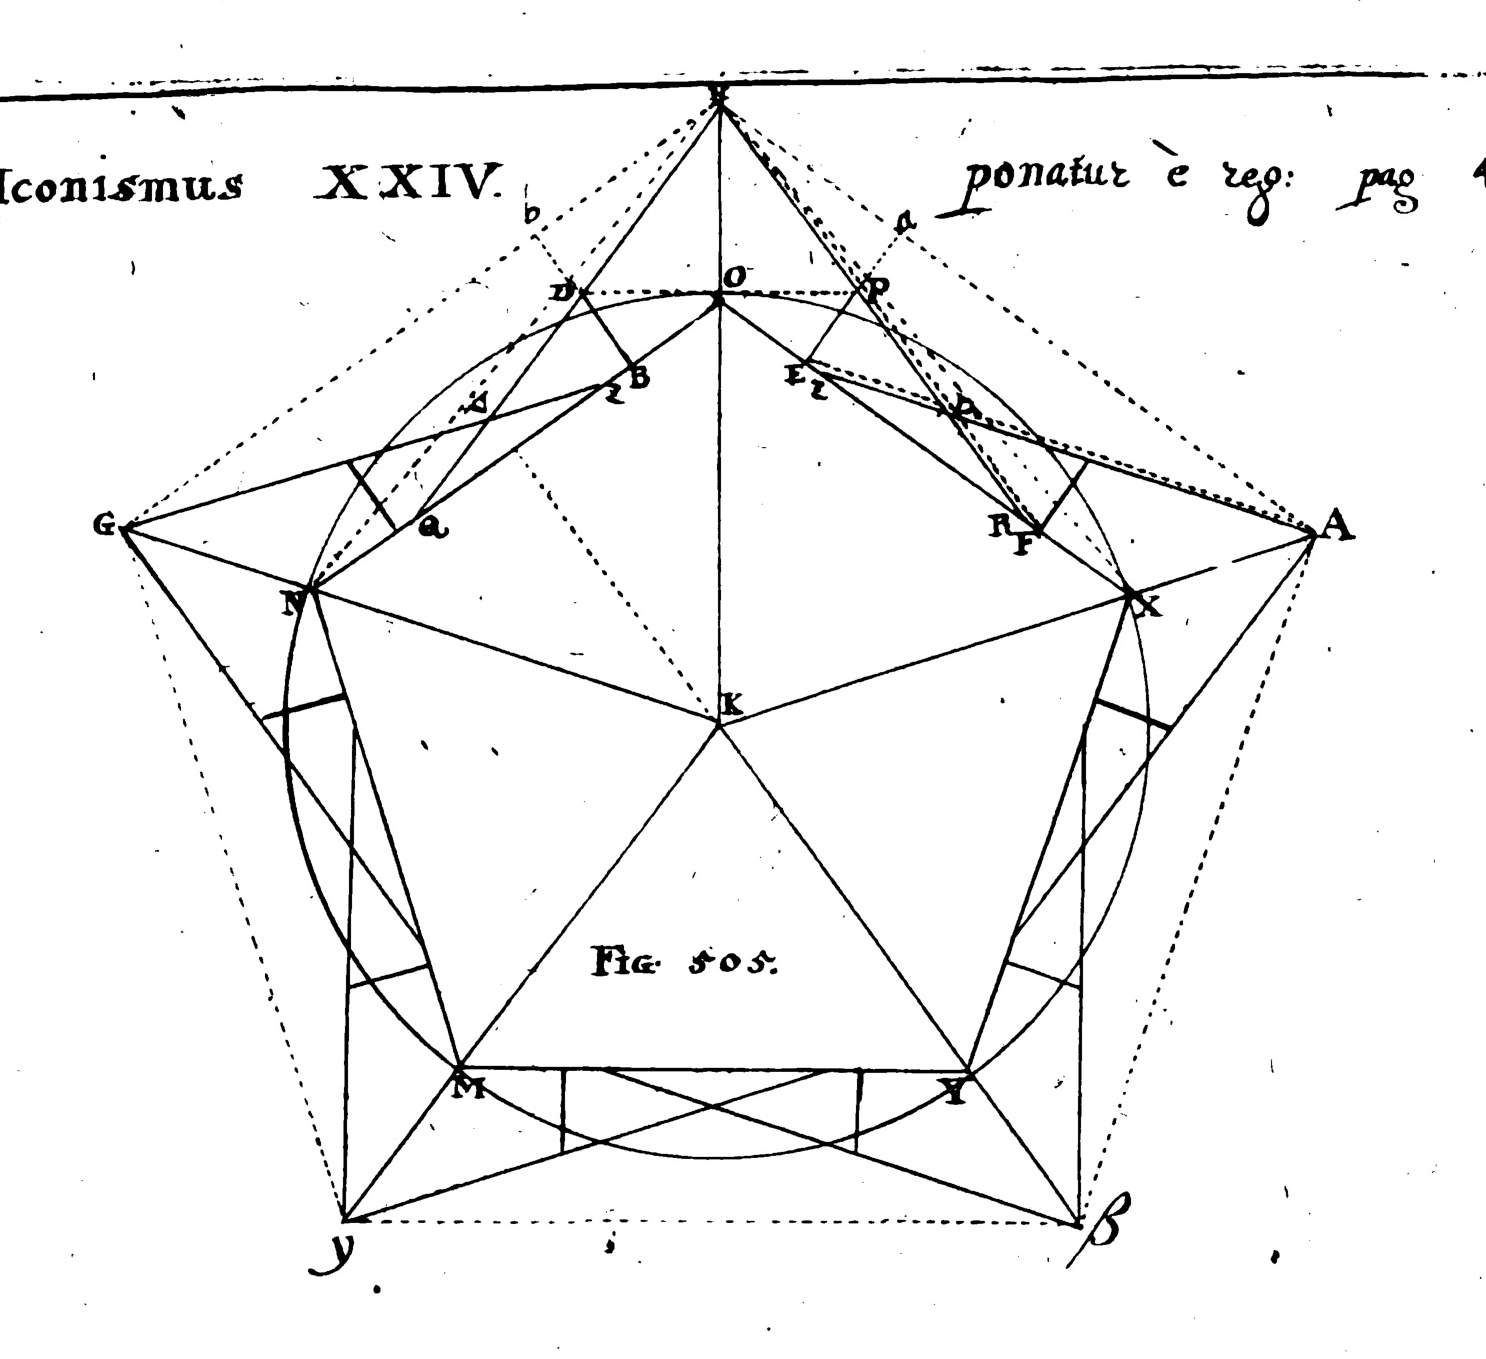 Iconismus XXIV.
ponatur è reg: pag 4
b
a
D
O
P
B
E
Z
Z
G
Q
R
F
A
N
X
K
Fig. 505.
M
Y
y
β